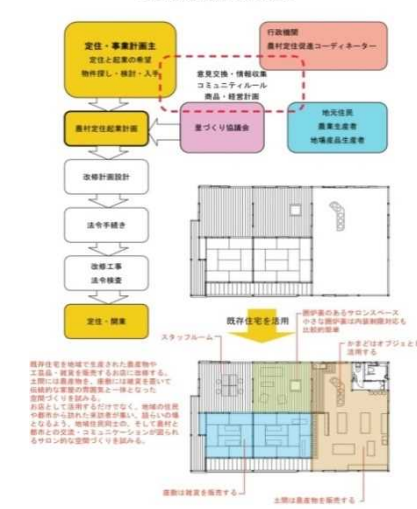 定住・事業計画主
定住と起業の希望
物件探し・検討・入手
行政機関
農村定住促進コーディネーター
意見交換・情報収集
コミュニティルール
商品・経営計画
農村定住起業計画
里づくり協議会
地元住民
農業生産者
地場産品生産者
改修計画設計
法令手続き
改修工事
法令検査
定住・開業
既存住宅を活用
囲炉裏のあるサロンスペース
小さな囲炉裏は内装制限対応も
比較的簡単
スタッフルーム
かまどはオブジェとして
活用する
既存住宅を地域で生産された農産物や
工芸品・雑貨を販売するお店に改修する。
土間には農産物を、座敷には雑貨を置いて
伝統的な家屋の雰囲気と一体となった
空間づくりを試みる。
お店として活用するだけでなく、地域の住民
や都市から訪れた来訪者が集い、語らいの場
となるよう、地域住民同士の、そして農村と
都市との交流・コミュニケーションが図られ
るサロン的な空間づくりを試みる。
座敷は雑貨を販売する
土間は農産物を販売する